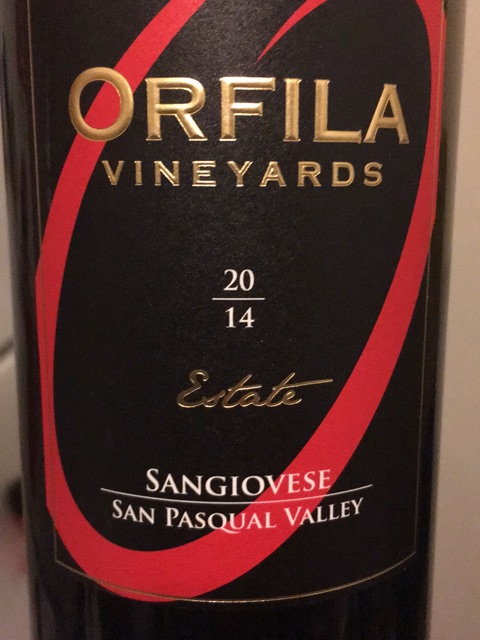 ORFILA
VINEYARDS
20
14
Estate
SANGIOVESE
SAN PASQUAL VALLEY